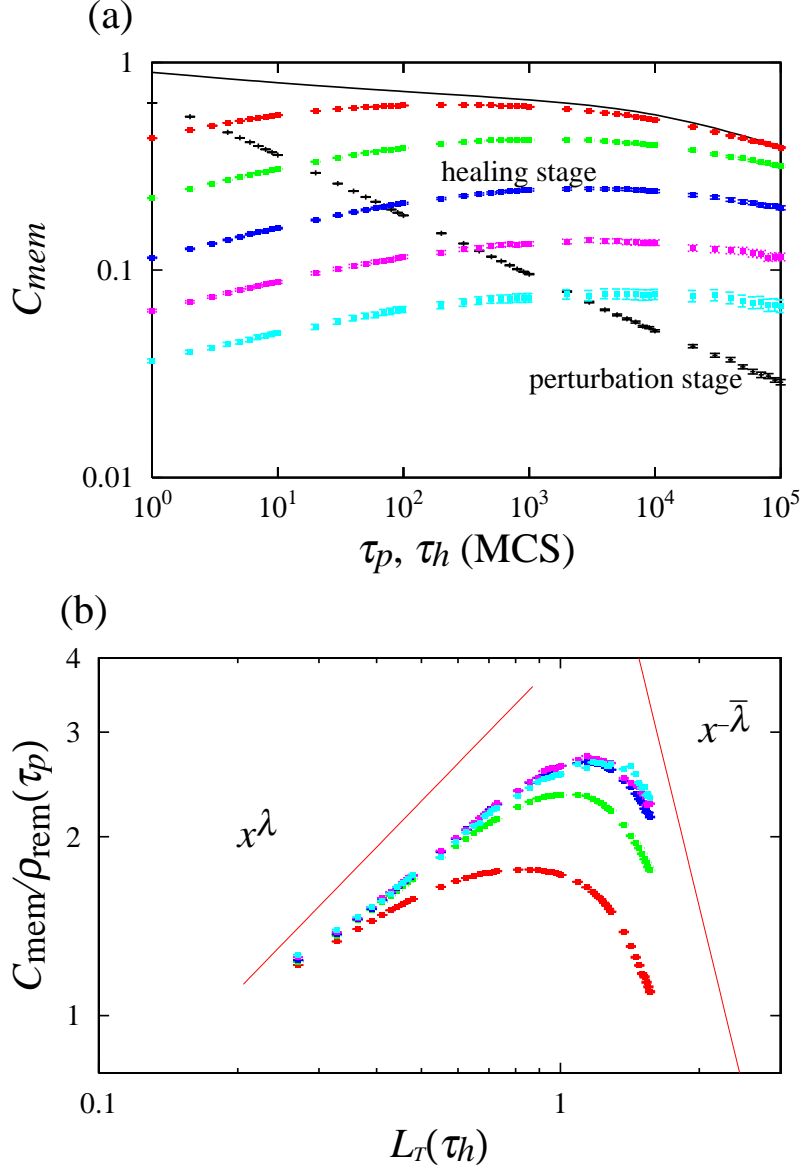 (a)
1
0.1
0.01
C_mem
healing stage
perturbation stage
10^0 10^1 10^2 10^3 10^4 10^5
τ_p, τ_h (MCS)
(b)
4
3
2
1
C_mem/ρ_rem(τ_p)
x^λ
x^{-λ̄}
0.1 1
L_T(τ_h)